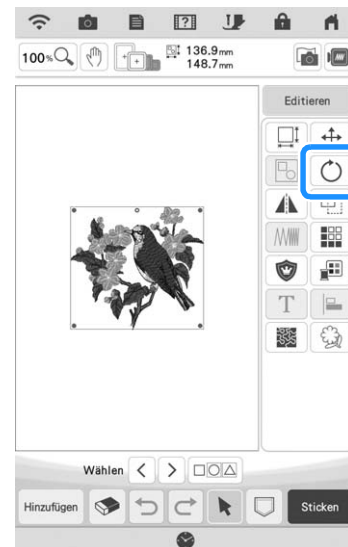 100%
136.9mm
148.7mm
Editieren
T
Wählen
Hinzufügen
Sticken